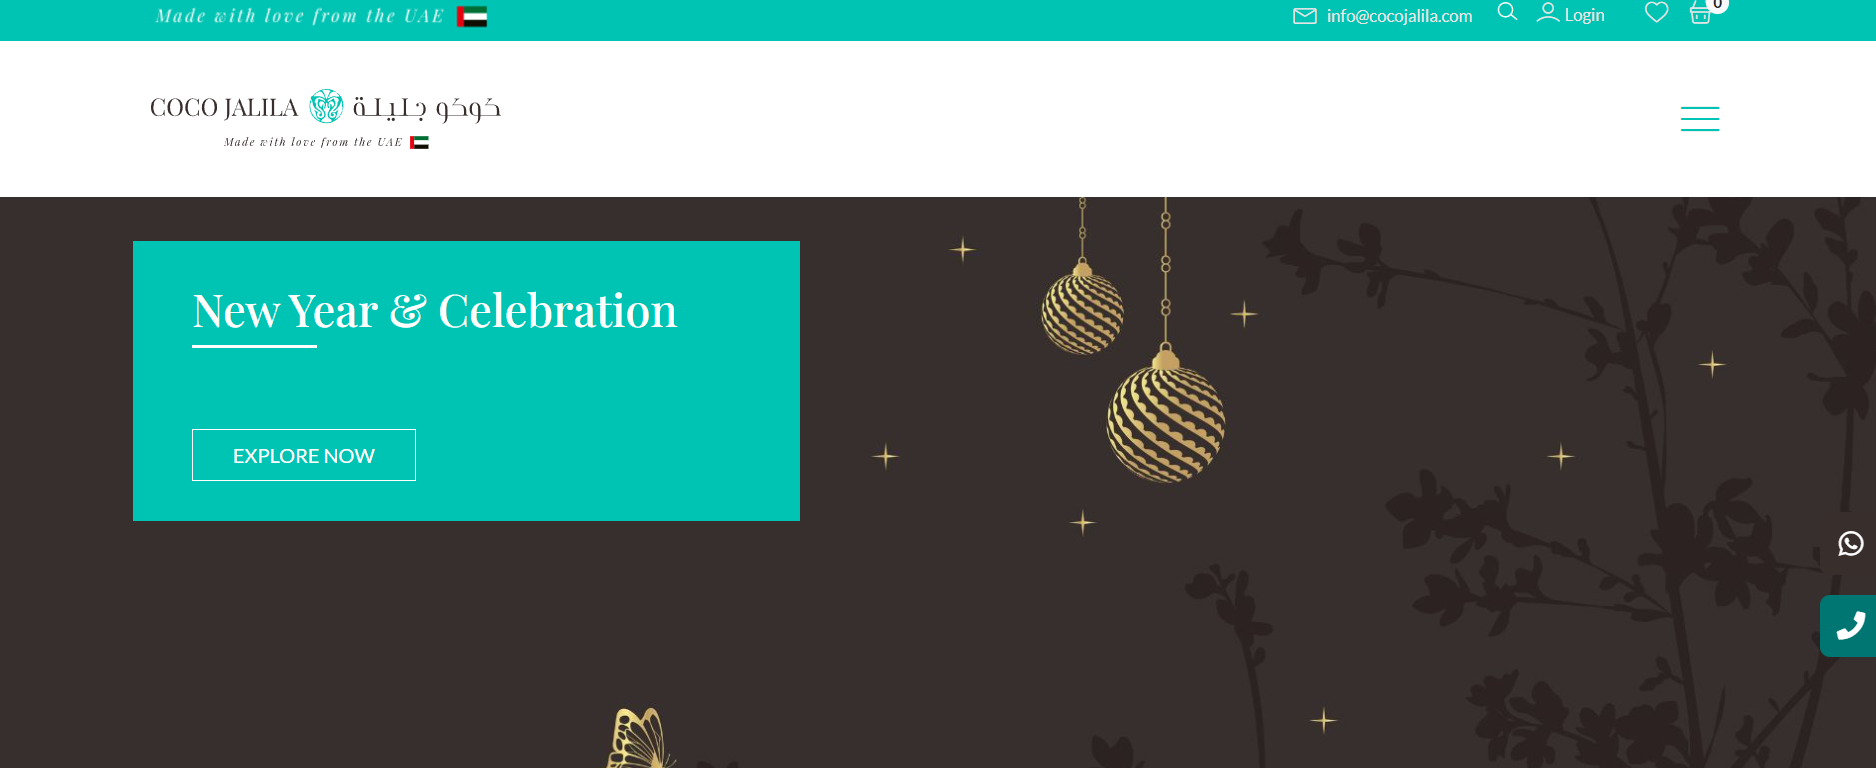 Made with love from the UAE
info@cocojalila.com
Login
0
COCO JALILA كوكو جليلة
Made with love from the UAE
New Year & Celebration
EXPLORE NOW